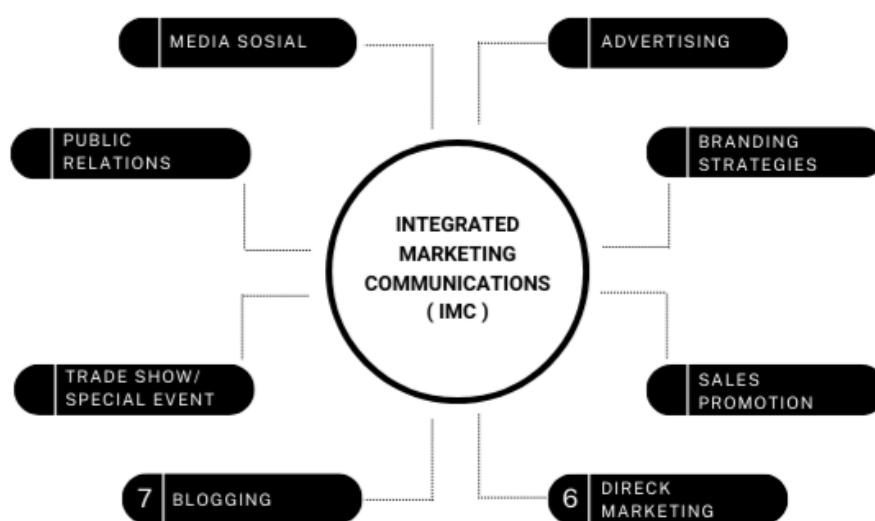 MEDIA SOSIAL
ADVERTISING
PUBLIC
RELATIONS
BRANDING
STRATEGIES
INTEGRATED
MARKETING
COMMUNICATIONS
( IMC )
TRADE SHOW/
SPECIAL EVENT
SALES
PROMOTION
7 BLOGGING
6 DIRECK
MARKETING